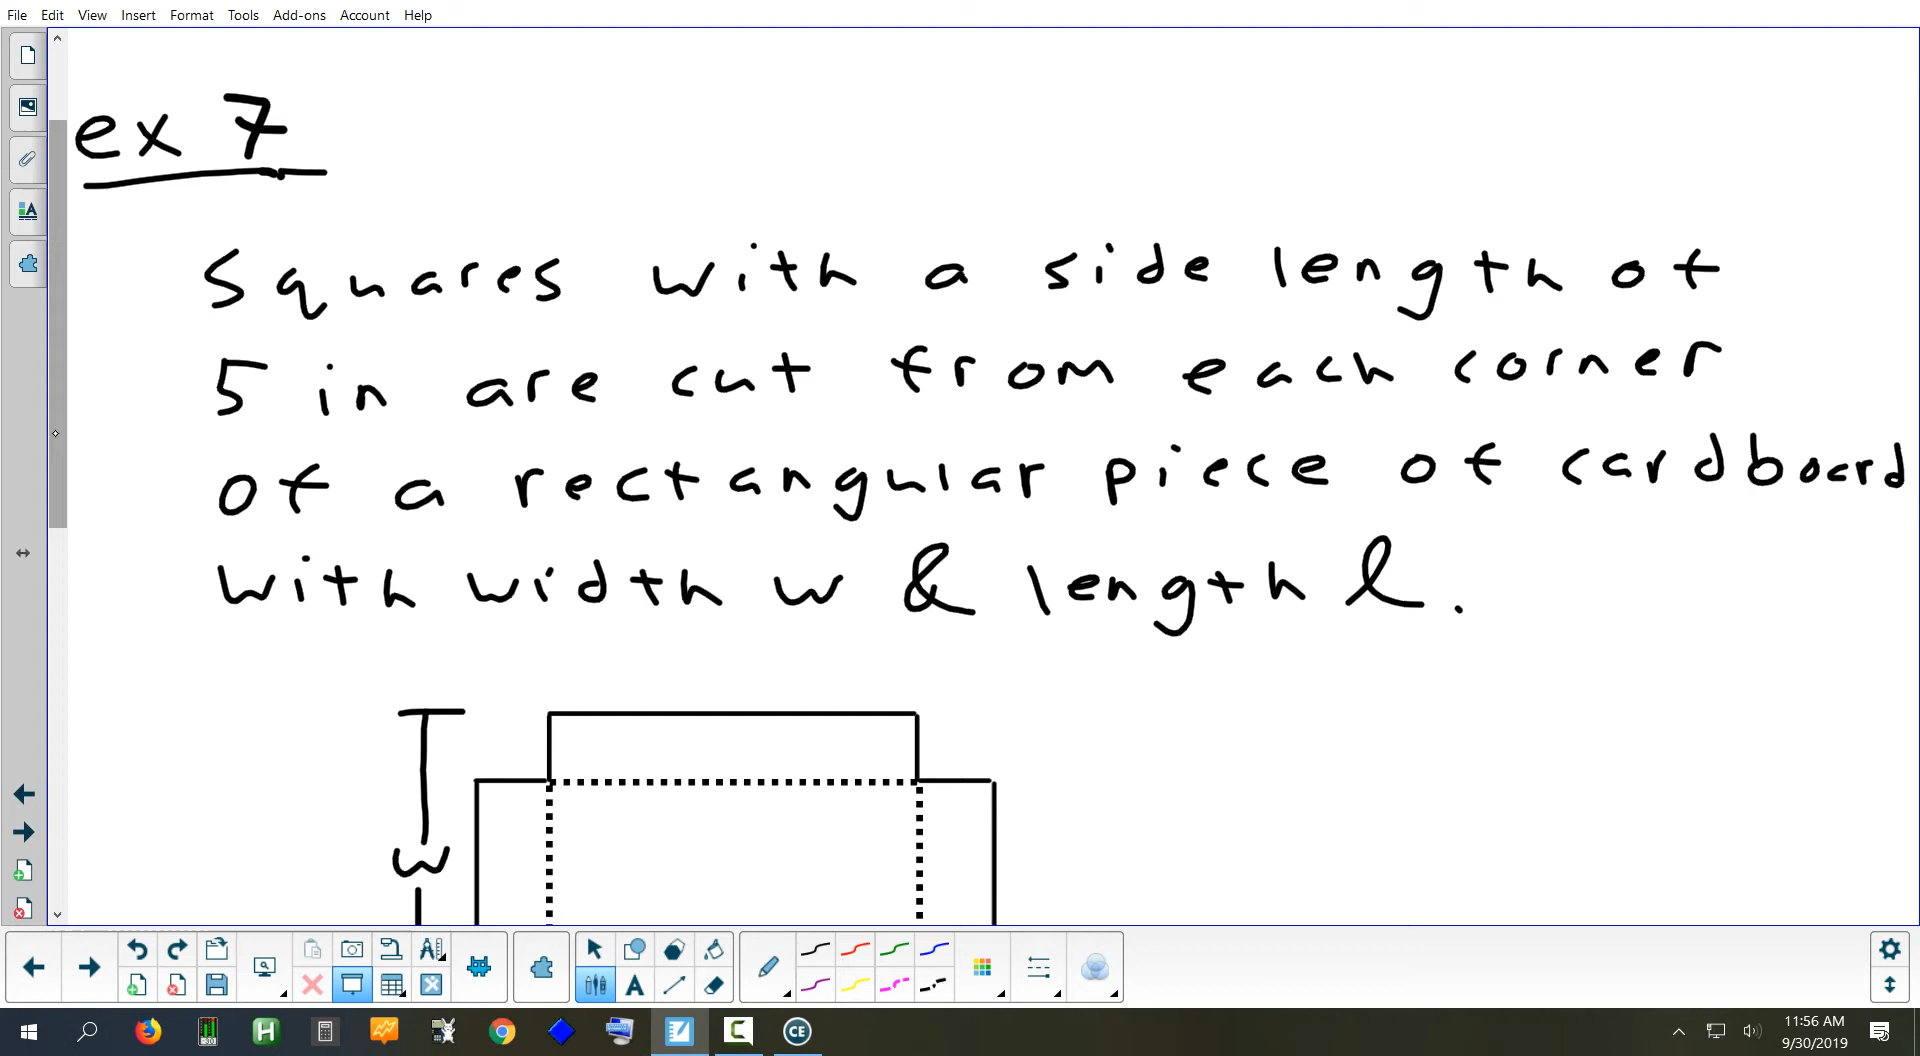 File Edit View Insert Format Tools Add-ons Account Help
ex 7
Squares with a side length of
5 in are cut from each corner
of a rectangular piece of cardboard
with width w & length l.
w
11:56 AM
9/30/2019